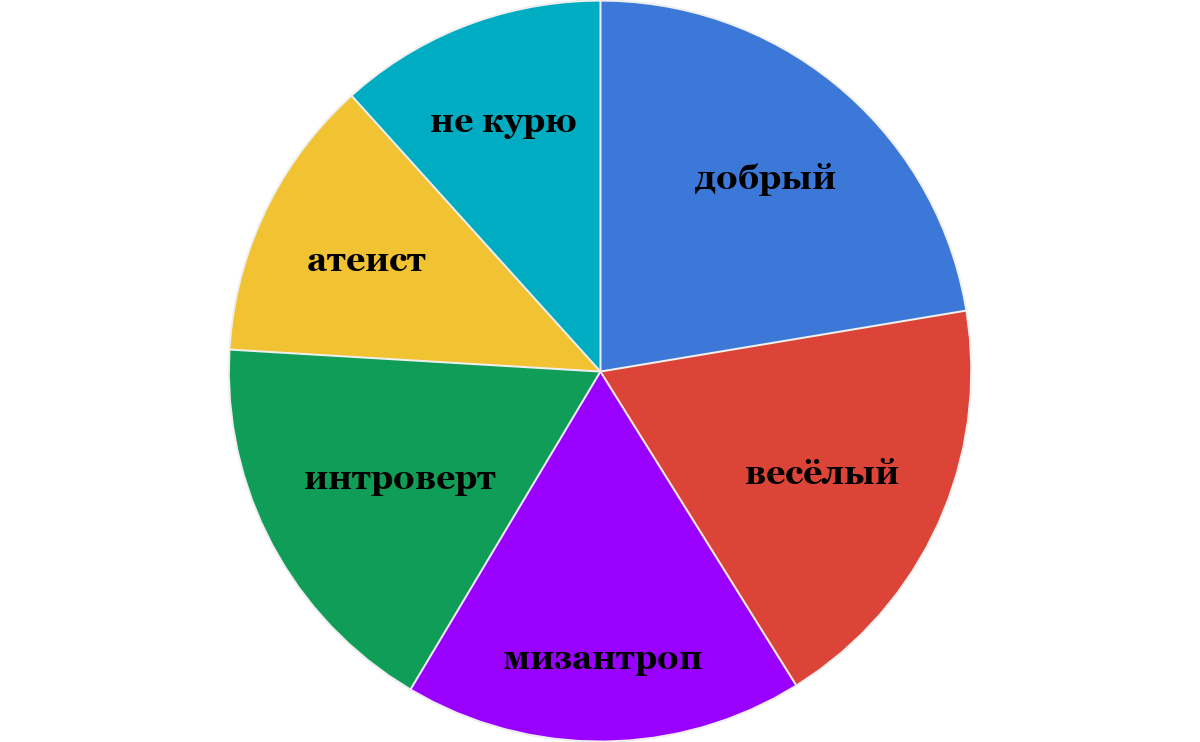 не курю
добрый
атеист
весёлый
интроверт
мизантроп